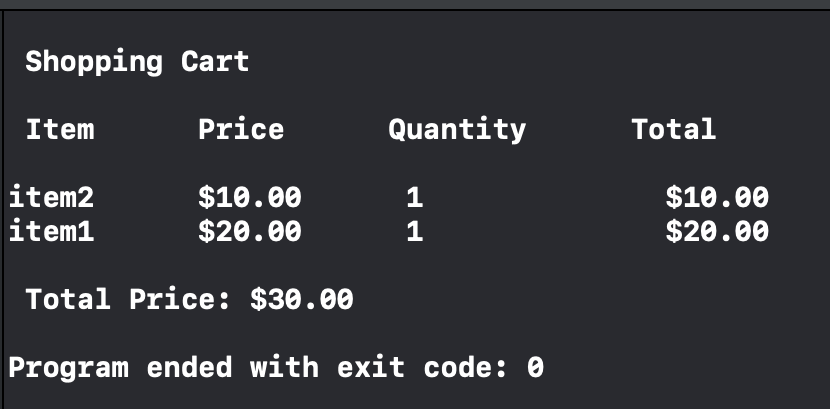 Shopping Cart
Item Price Quantity Total
item2 $10.00 1 $10.00
item1 $20.00 1 $20.00
Total Price: $30.00
Program ended with exit code: 0